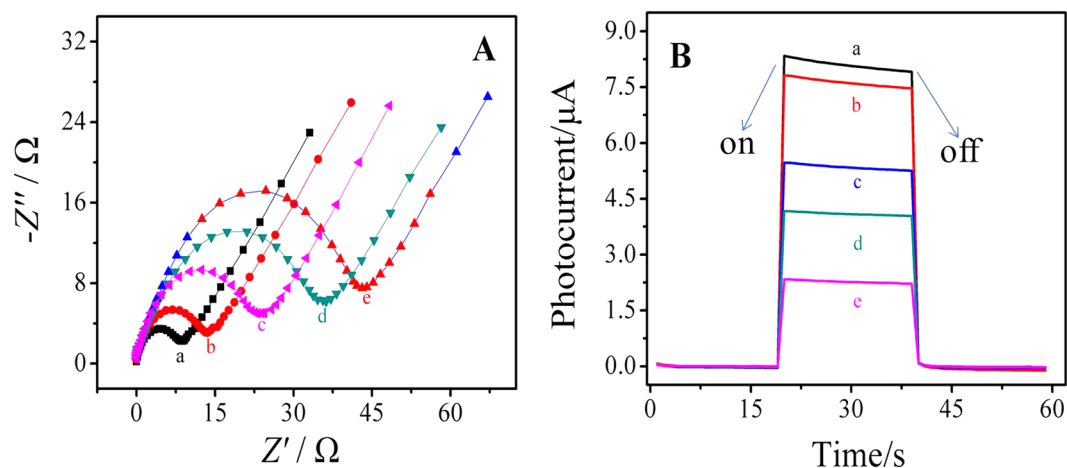 A
32
24
16
8
0
-Z'' / Ω
a
b
c
d
e
0 15 30 45 60
Z' / Ω
B
9.0
7.5
6.0
4.5
3.0
1.5
0.0
Photocurrent/μA
on
off
a
b
c
d
e
0 15 30 45 60
Time/s